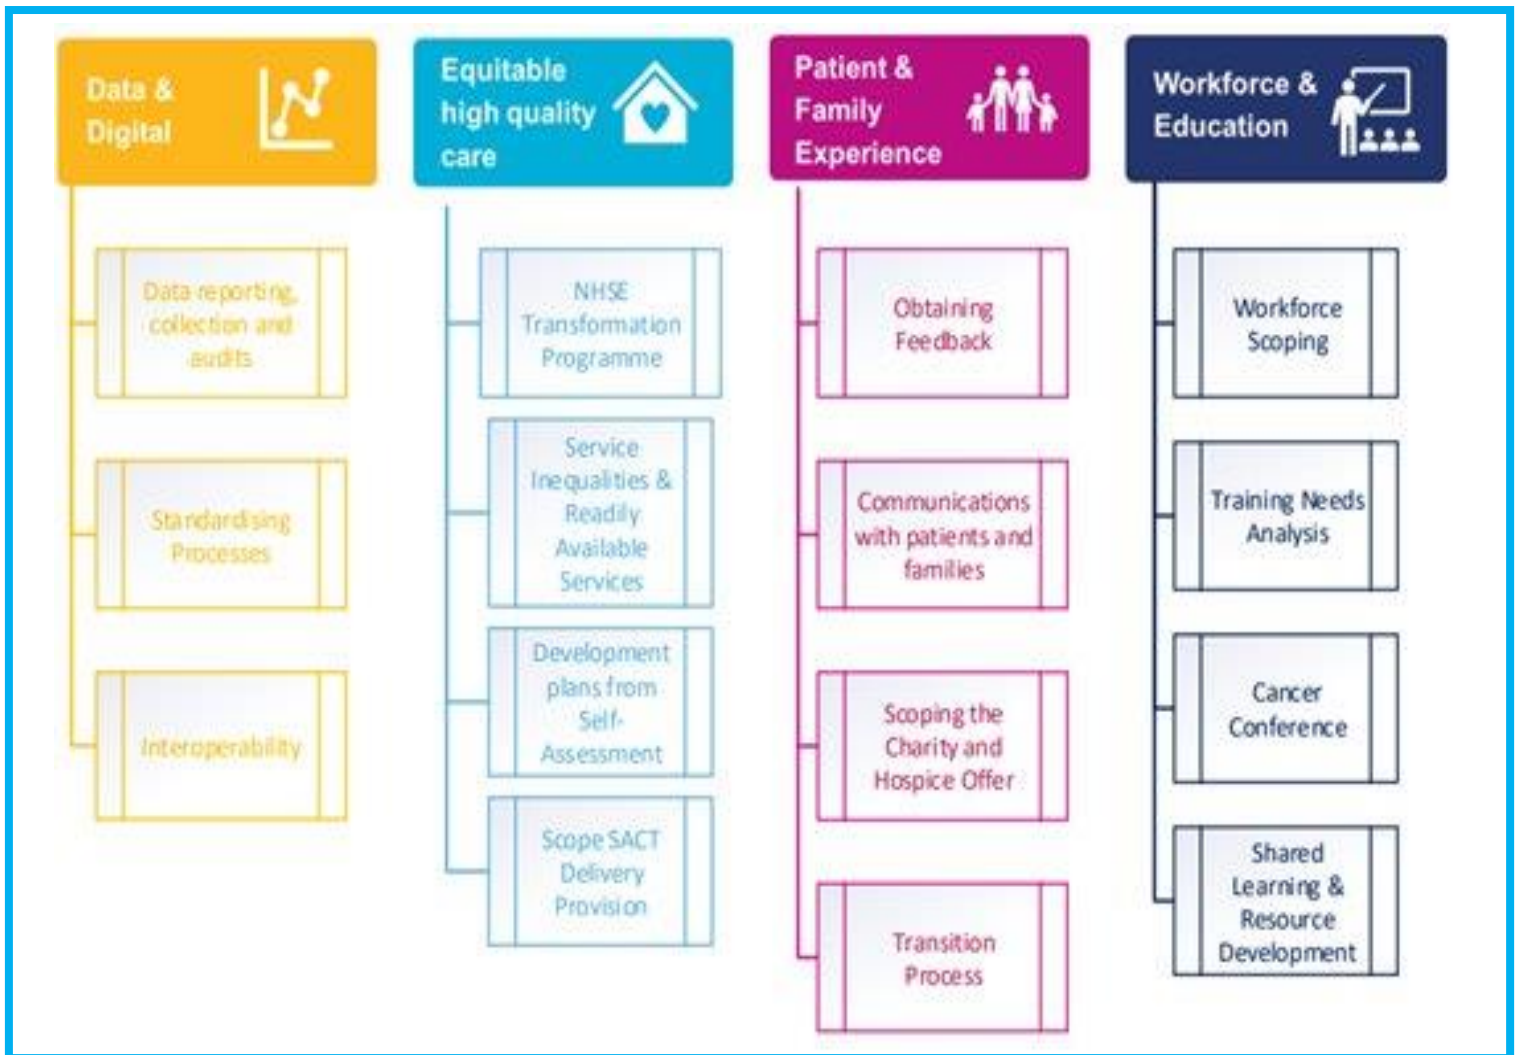 Data &
Digital
Data reporting,
collection and
audits
Standardising
Processes
Interoperability
Equitable
high quality
care
NHSE
Transformation
Programme
Service
Inequalities &
Readily
Available
Services
Development
plans from
Self-
Assessment
Scope SACT
Delivery
Provision
Patient &
Family
Experience
Obtaining
Feedback
Communications
with patients and
families
Scoping the
Charity and
Hospice Offer
Transition
Process
Workforce &
Education
Workforce
Scoping
Training Needs
Analysis
Cancer
Conference
Shared
Learning &
Resource
Development